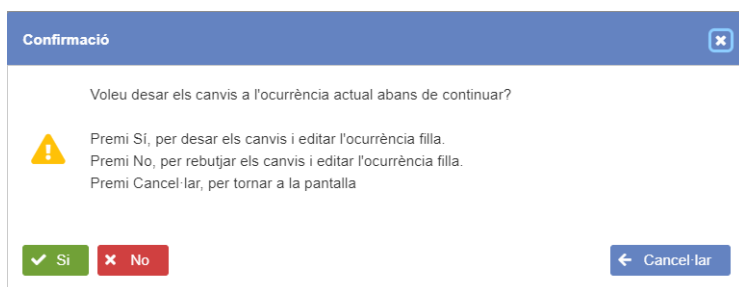 Confirmació
Voleu desar els canvis a l'ocurrència actual abans de continuar?
Premi Sí, per desar els canvis i editar l'ocurrència filla.
Premi No, per rebutjar els canvis i editar l'ocurrència filla.
Premi Cancel·lar, per tornar a la pantalla
Si
No
Cancel·lar